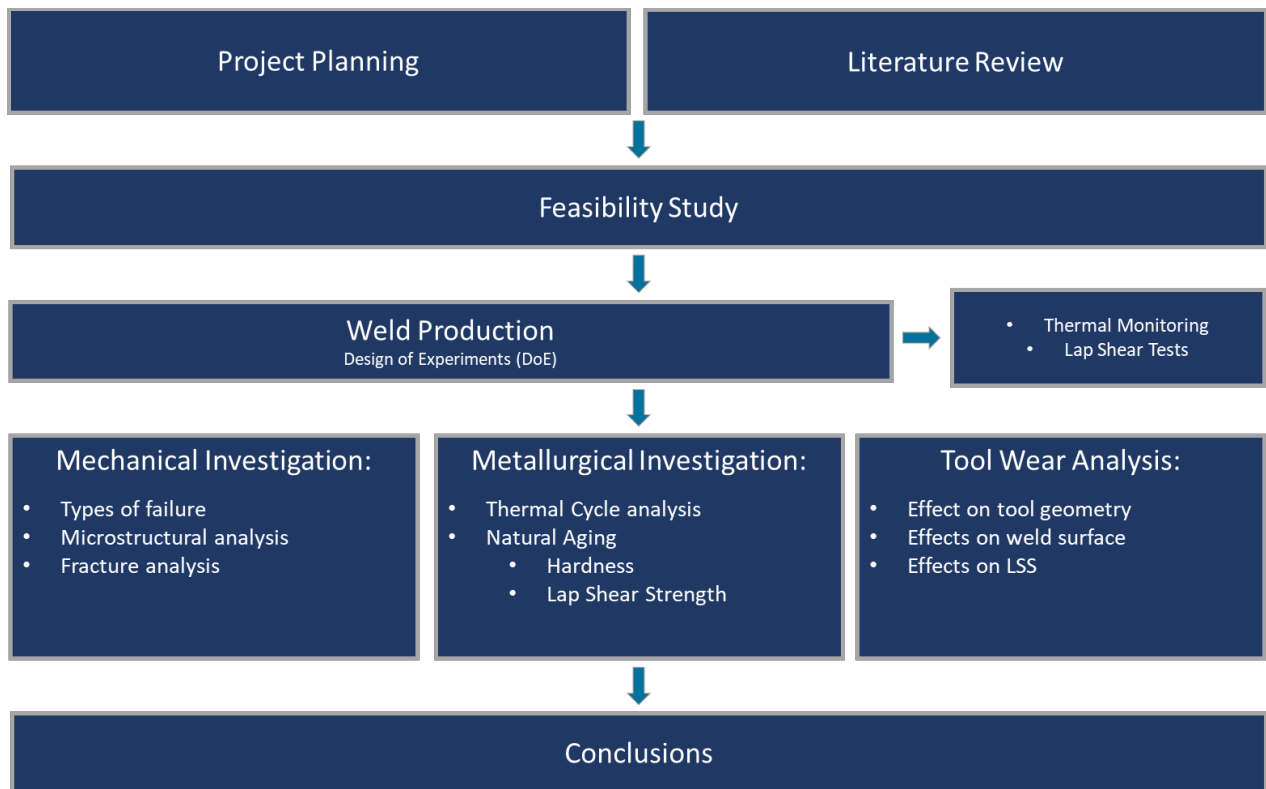 Project Planning
Literature Review
Feasibility Study
Weld Production
Design of Experiments (DoE)
• Thermal Monitoring
• Lap Shear Tests
Mechanical Investigation:
• Types of failure
• Microstructural analysis
• Fracture analysis
Metallurgical Investigation:
• Thermal Cycle analysis
• Natural Aging
• Hardness
• Lap Shear Strength
Tool Wear Analysis:
• Effect on tool geometry
• Effects on weld surface
• Effects on LSS
Conclusions